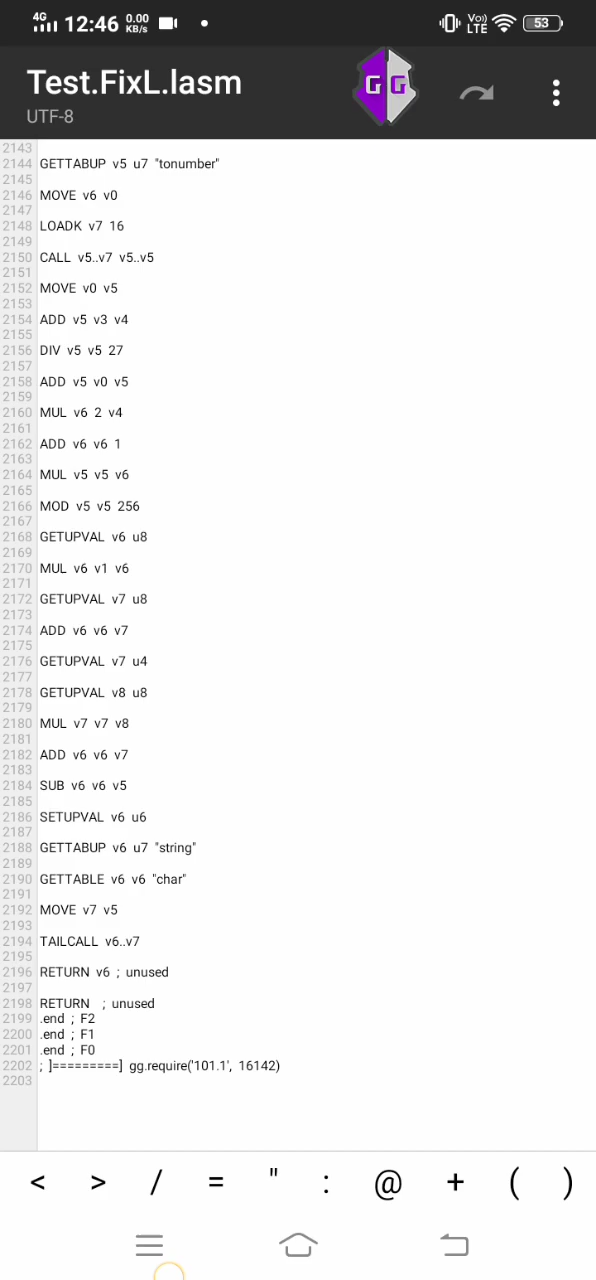 4G 12:46 0.00 KB/s Vo)) LTE 53
Test.FixL.lasm
UTF-8
G G
2143
2144 GETTABUP v5 u7 "tonumber"
2145
2146 MOVE v6 v0
2147
2148 LOADK v7 16
2149
2150 CALL v5..v7 v5..v5
2151
2152 MOVE v0 v5
2153
2154 ADD v5 v3 v4
2155
2156 DIV v5 v5 27
2157
2158 ADD v5 v0 v5
2159
2160 MUL v6 2 v4
2161
2162 ADD v6 v6 1
2163
2164 MUL v5 v5 v6
2165
2166 MOD v5 v5 256
2167
2168 GETUPVAL v6 u8
2169
2170 MUL v6 v1 v6
2171
2172 GETUPVAL v7 u8
2173
2174 ADD v6 v6 v7
2175
2176 GETUPVAL v7 u4
2177
2178 GETUPVAL v8 u8
2179
2180 MUL v7 v7 v8
2181
2182 ADD v6 v6 v7
2183
2184 SUB v6 v6 v5
2185
2186 SETUPVAL v6 u6
2187
2188 GETTABUP v6 u7 "string"
2189
2190 GETTABLE v6 v6 "char"
2191
2192 MOVE v7 v5
2193
2194 TAILCALL v6..v7
2195
2196 RETURN v6 ; unused
2197
2198 RETURN ; unused
2199 .end ; F2
2200 .end ; F1
2201 .end ; F0
2202 ; ]=========] gg.require('101.1', 16142)
2203
< > / = " : @ + ( )